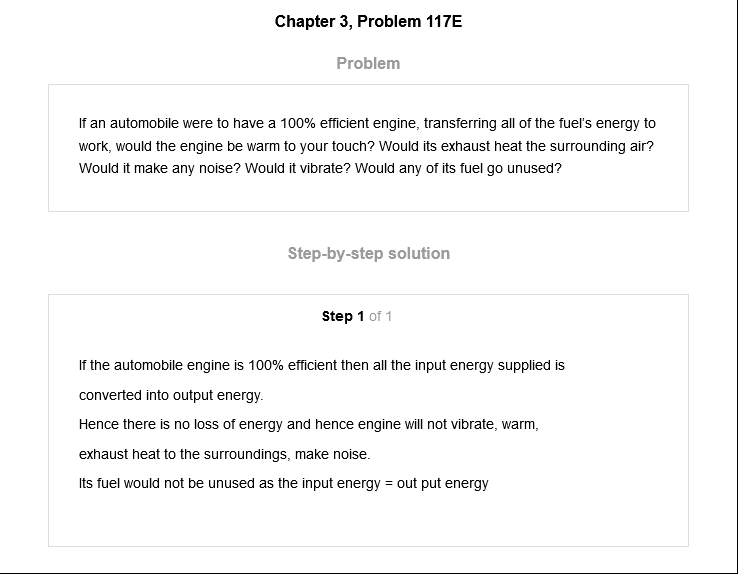 Chapter 3, Problem 117E
Problem
If an automobile were to have a 100% efficient engine, transferring all of the fuel's energy to
work, would the engine be warm to your touch? Would its exhaust heat the surrounding air?
Would it make any noise? Would it vibrate? Would any of its fuel go unused?
Step-by-step solution
Step 1 of 1
If the automobile engine is 100% efficient then all the input energy supplied is
converted into output energy.
Hence there is no loss of energy and hence engine will not vibrate, warm,
exhaust heat to the surroundings, make noise.
Its fuel would not be unused as the input energy = out put energy